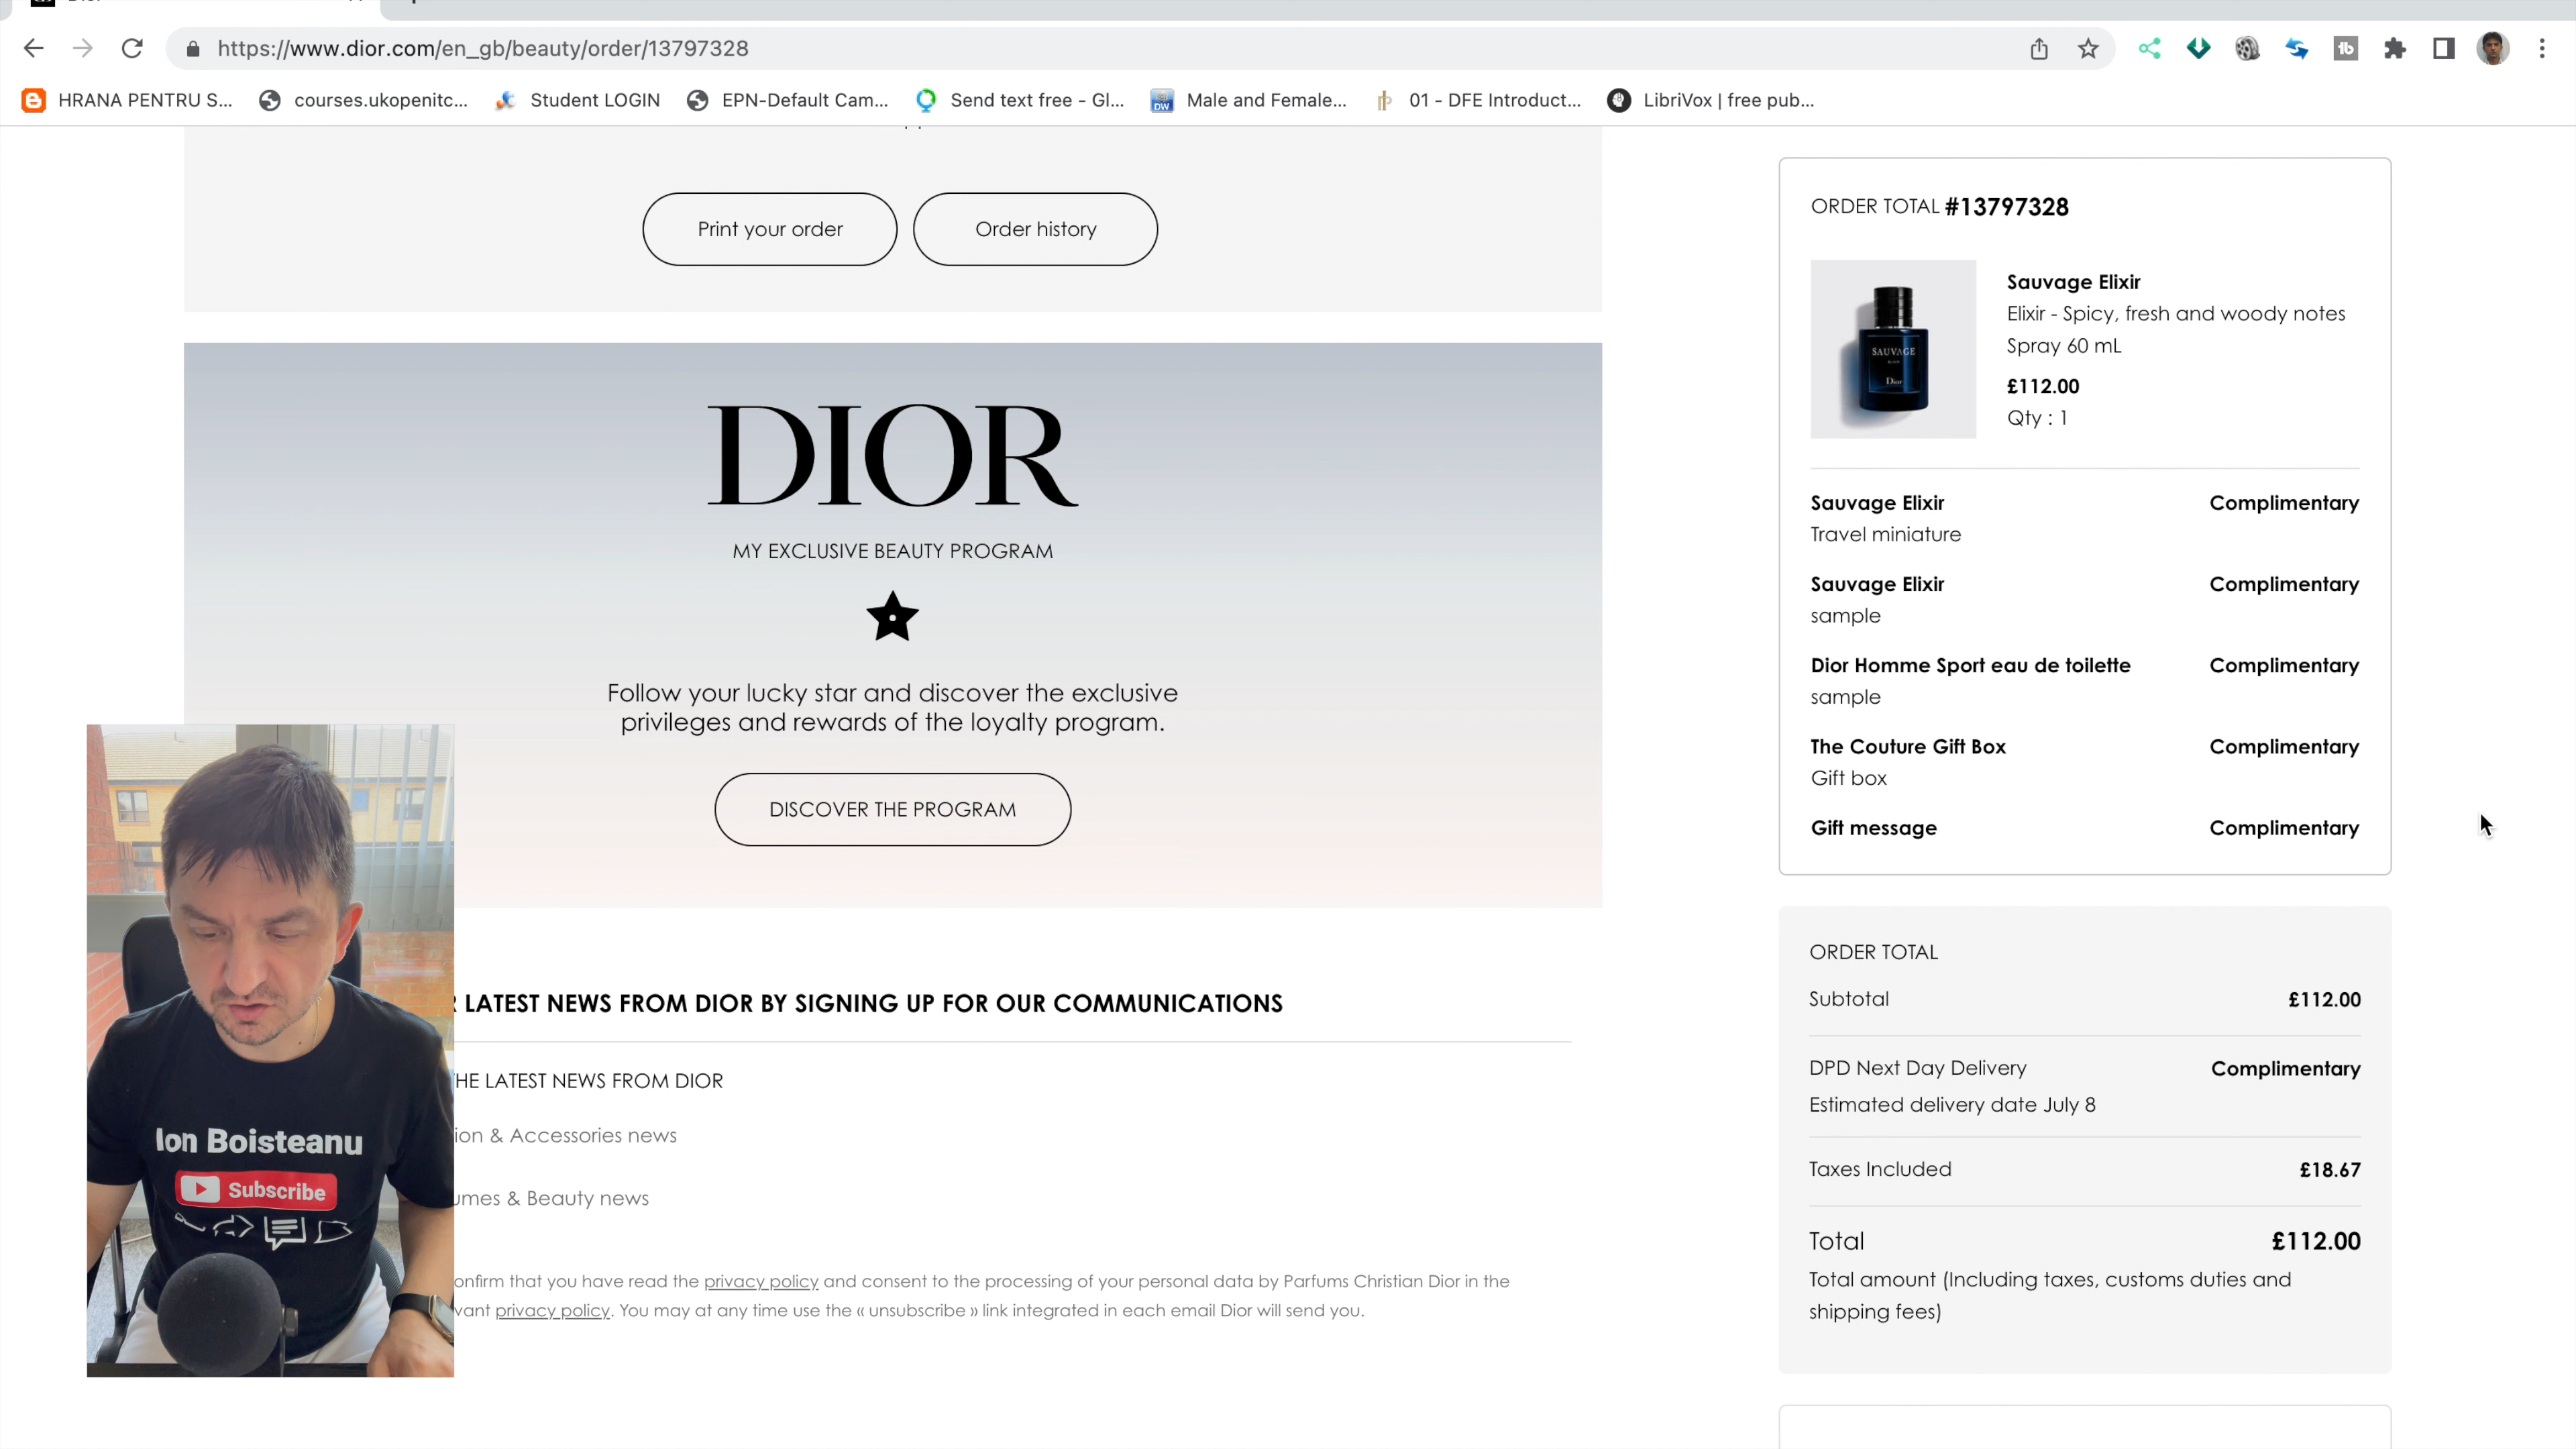 https://www.dior.com/en_gb/beauty/order/13797328
HRANA PENTRU S...
courses.ukopenitc...
Student LOGIN
EPN-Default Cam...
Send text free - Gl...
Male and Female...
01 - DFE Introduct...
LibriVox | free pub...
Print your order
Order history
DIOR
MY EXCLUSIVE BEAUTY PROGRAM
Follow your lucky star and discover the exclusive
privileges and rewards of the loyalty program.
DISCOVER THE PROGRAM
LATEST NEWS FROM DIOR BY SIGNING UP FOR OUR COMMUNICATIONS
LATEST NEWS FROM DIOR
& Accessories news
& Beauty news
that you have read the privacy policy and consent to the processing of your personal data by Parfums Christian Dior in the
privacy policy. You may at any time use the « unsubscribe » link integrated in each email Dior will send you.
Ion Boisteanu
Subscribe
ORDER TOTAL #13797328
SAUVAGE
Dior
Sauvage Elixir
Elixir - Spicy, fresh and woody notes
Spray 60 mL
£112.00
Qty : 1
Sauvage Elixir Complimentary
Travel miniature
Sauvage Elixir Complimentary
sample
Dior Homme Sport eau de toilette Complimentary
sample
The Couture Gift Box Complimentary
Gift box
Gift message Complimentary
ORDER TOTAL
Subtotal £112.00
DPD Next Day Delivery Complimentary
Estimated delivery date July 8
Taxes Included £18.67
Total £112.00
Total amount (Including taxes, customs duties and
shipping fees)